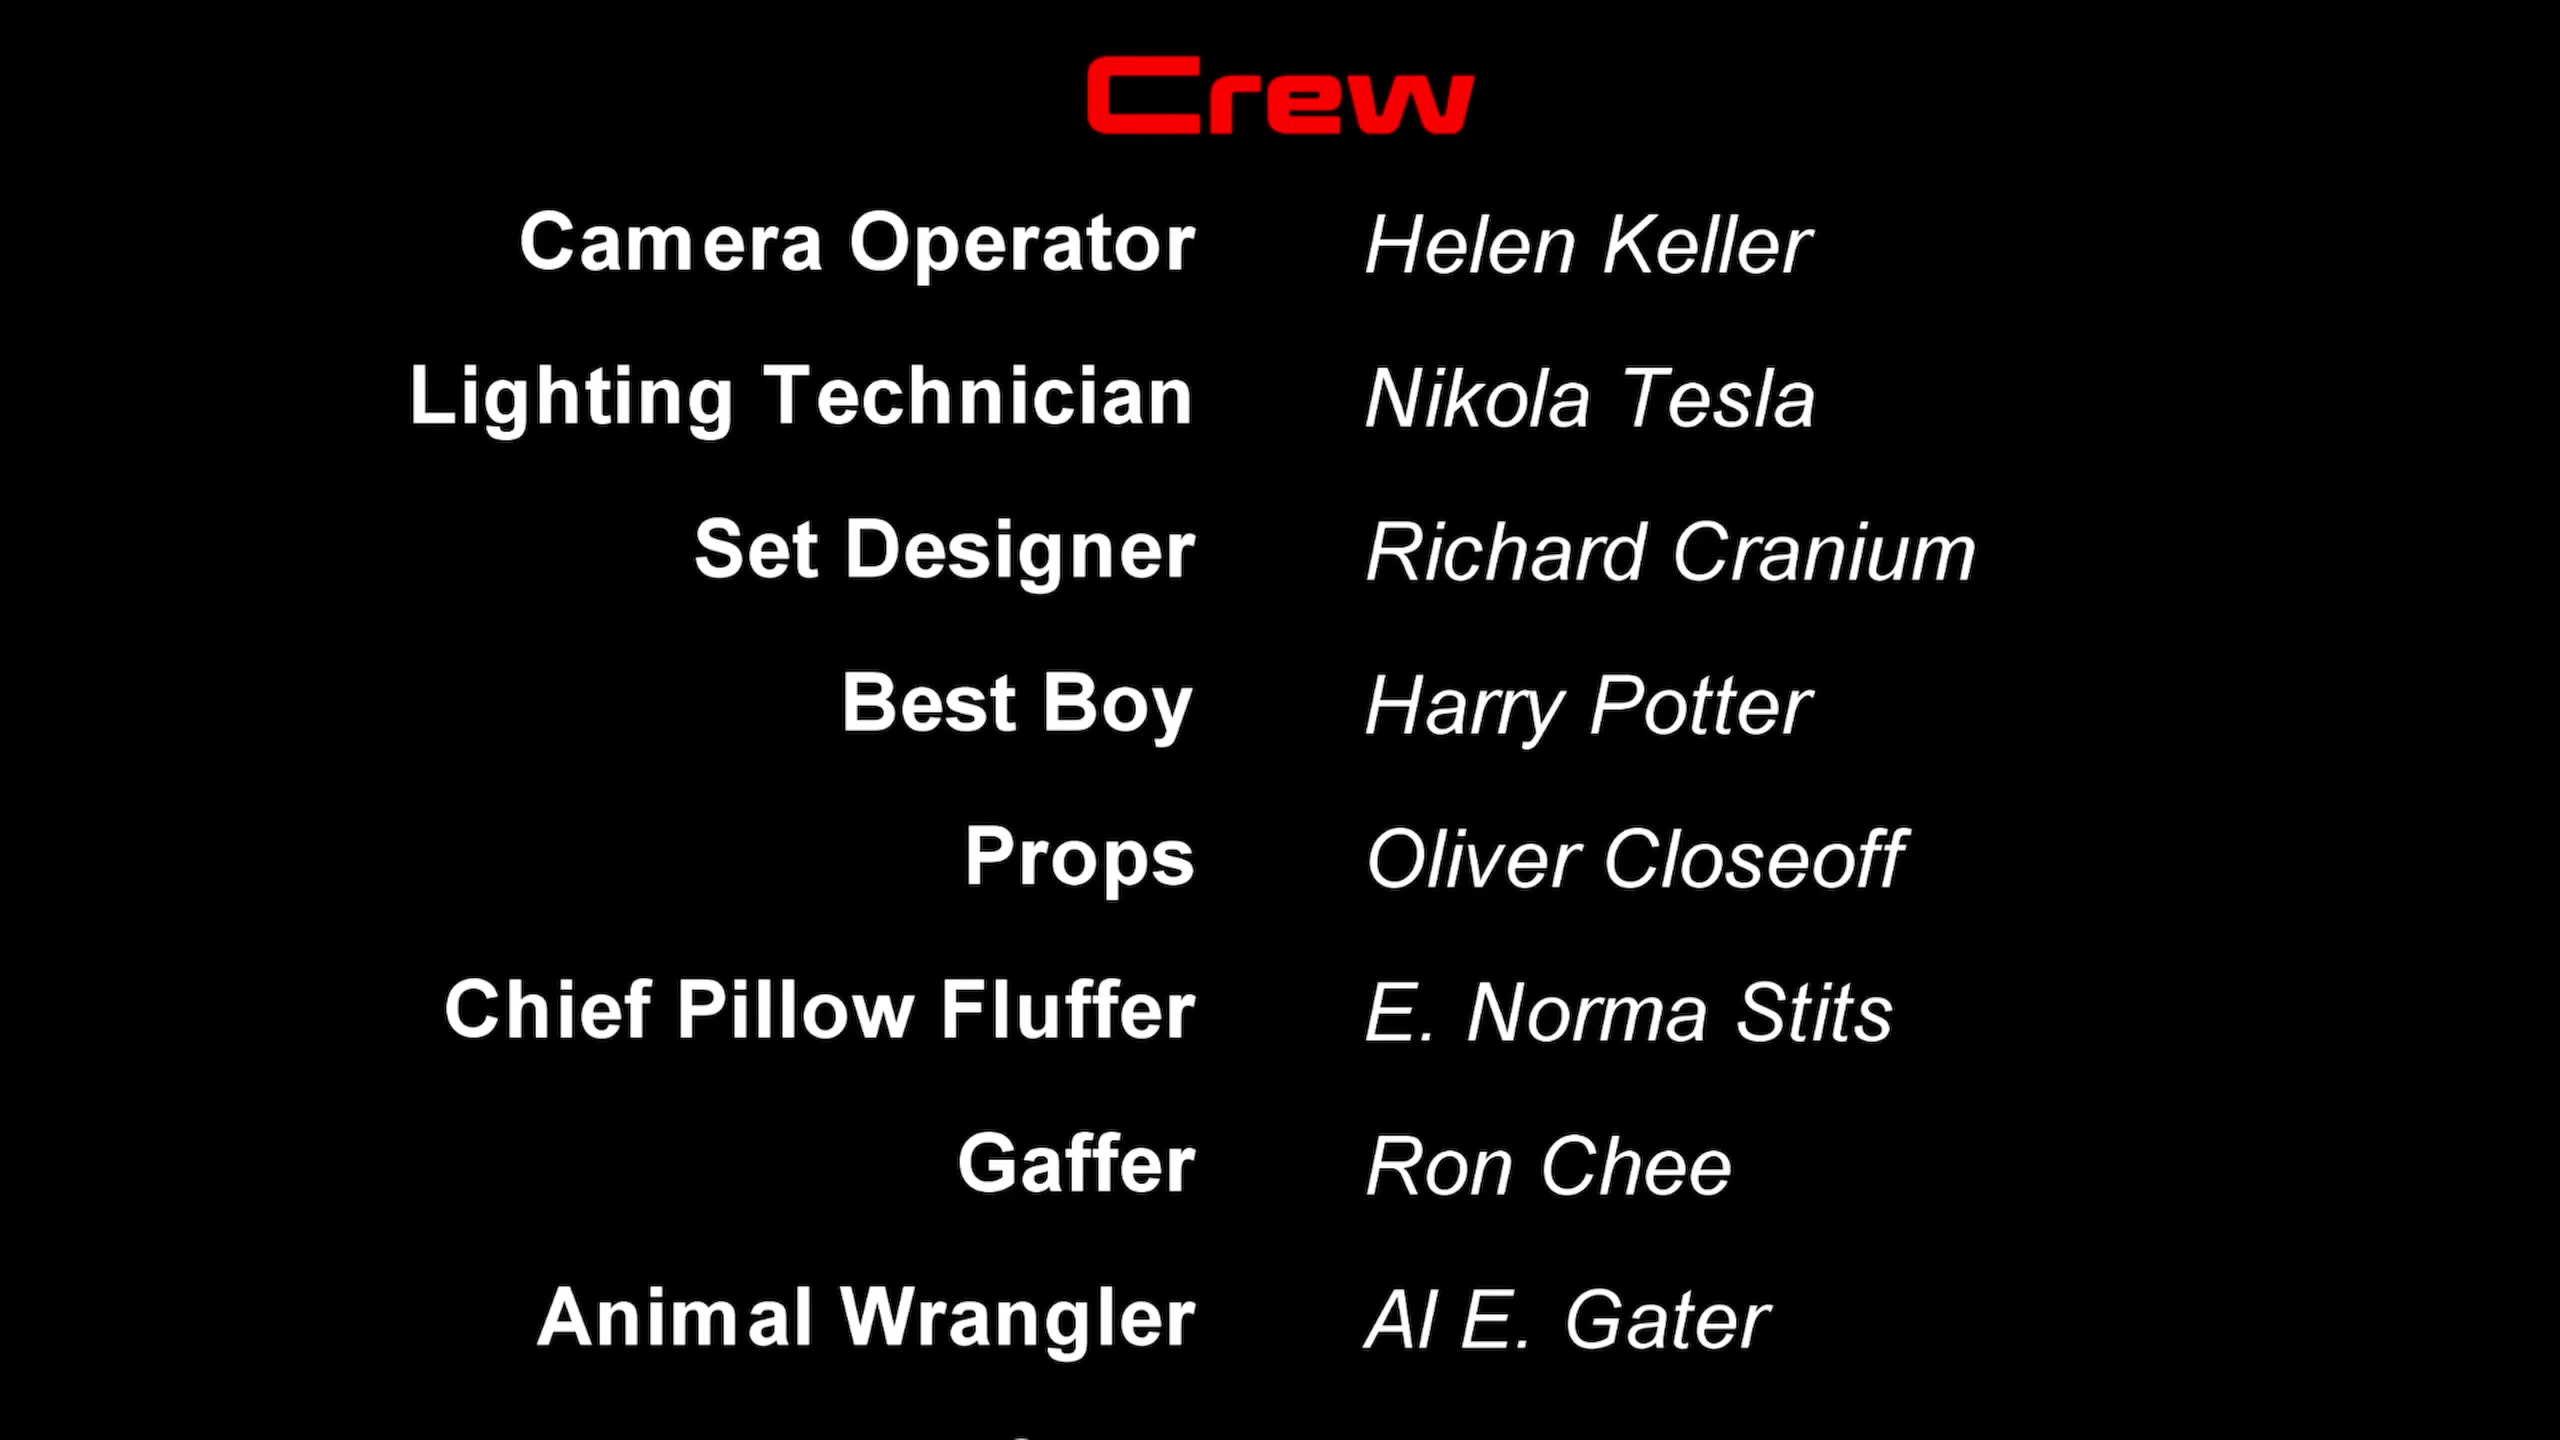 Crew
Camera Operator Helen Keller
Lighting Technician Nikola Tesla
Set Designer Richard Cranium
Best Boy Harry Potter
Props Oliver Closeoff
Chief Pillow Fluffer E. Norma Stits
Gaffer Ron Chee
Animal Wrangler Al E. Gater